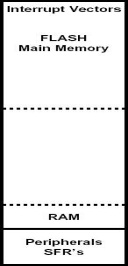 Interrupt Vectors
FLASH
Main Memory
RAM
Peripherals
SFR's